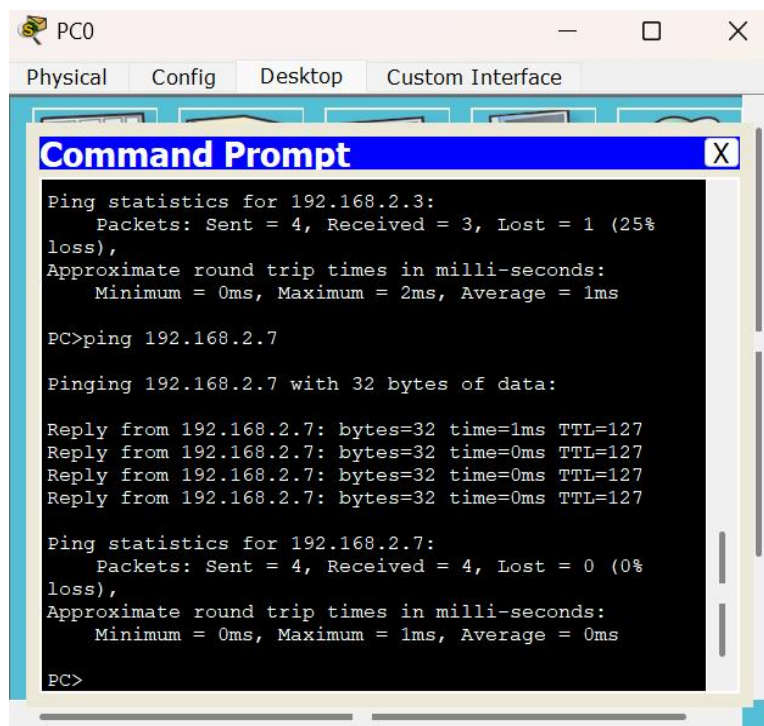 PC0
Physical Config Desktop Custom Interface
Command Prompt X
Ping statistics for 192.168.2.3:
Packets: Sent = 4, Received = 3, Lost = 1 (25%
loss),
Approximate round trip times in milli-seconds:
Minimum = 0ms, Maximum = 2ms, Average = 1ms
PC>ping 192.168.2.7
Pinging 192.168.2.7 with 32 bytes of data:
Reply from 192.168.2.7: bytes=32 time=1ms TTL=127
Reply from 192.168.2.7: bytes=32 time=0ms TTL=127
Reply from 192.168.2.7: bytes=32 time=0ms TTL=127
Reply from 192.168.2.7: bytes=32 time=0ms TTL=127
Ping statistics for 192.168.2.7:
Packets: Sent = 4, Received = 4, Lost = 0 (0%
loss),
Approximate round trip times in milli-seconds:
Minimum = 0ms, Maximum = 1ms, Average = 0ms
PC>